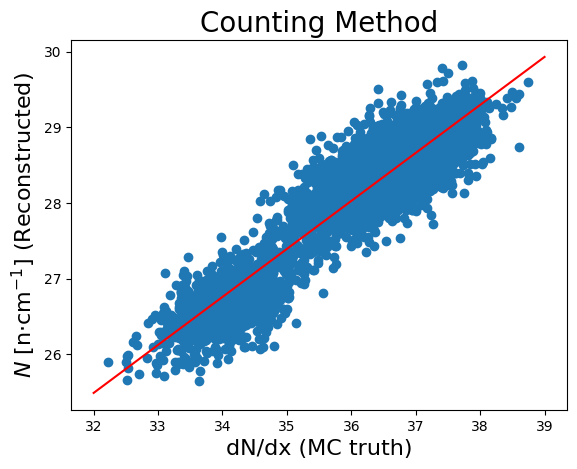 Counting Method
30
29
28
27
26
N [n·cm⁻¹] (Reconstructed)
32 33 34 35 36 37 38 39
dN/dx (MC truth)